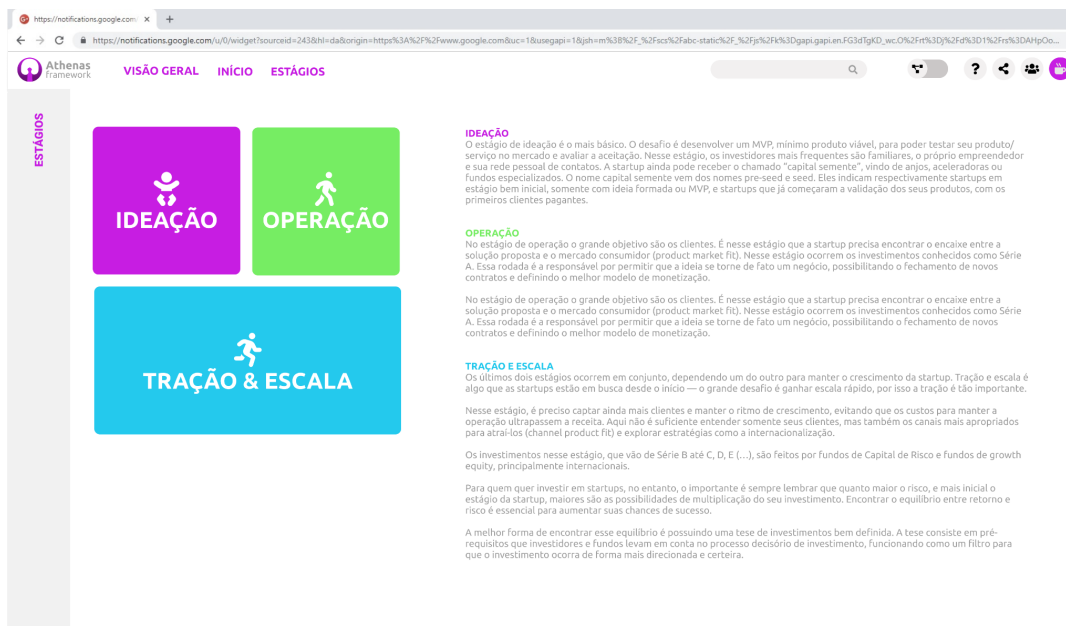 https://notifications.google.com
https://notifications.google.com/u/0/widget?sourceid=243&hl=da&origin=https%3A%2F%2Fwww.google.com&uc=1&usegapi=1&jsh=m%3B%2F_%2Fscs%2Fabc-static%2F_%2Fjs%2Fk%3Dgapi.gapi.en.FG3dTgKD_wc.O%2Frt%3Dj%2Fd%3D1%2Frs%3DAHpOo...
Athenas
framework
VISÃO GERAL INÍCIO ESTÁGIOS
?
ESTÁGIOS
IDEAÇÃO
OPERAÇÃO
TRAÇÃO & ESCALA
IDEAÇÃO
O estágio de ideação é o mais básico. O desafio é desenvolver um MVP, mínimo produto viável, para poder testar seu produto/
serviço no mercado e avaliar a aceitação. Nesse estágio, os investidores mais frequentes são familiares, o próprio empreendedor
e sua rede pessoal de contatos. A startup ainda pode receber o chamado "capital semente", vindo de anjos, aceleradoras ou
fundos especializados. O nome capital semente vem dos nomes pre-seed e seed. Eles indicam respectivamente startups em
estágio bem inicial, somente com ideia formada ou MVP, e startups que já começaram a validação dos seus produtos, com os
primeiros clientes pagantes.
OPERAÇÃO
No estágio de operação o grande objetivo são os clientes. É nesse estágio que a startup precisa encontrar o encaixe entre a
solução proposta e o mercado consumidor (product market fit). Nesse estágio ocorrem os investimentos conhecidos como Série
A. Essa rodada é a responsável por permitir que a ideia se torne de fato um negócio, possibilitando o fechamento de novos
contratos e definindo o melhor modelo de monetização.
No estágio de operação o grande objetivo são os clientes. É nesse estágio que a startup precisa encontrar o encaixe entre a
solução proposta e o mercado consumidor (product market fit). Nesse estágio ocorrem os investimentos conhecidos como Série
A. Essa rodada é a responsável por permitir que a ideia se torne de fato um negócio, possibilitando o fechamento de novos
contratos e definindo o melhor modelo de monetização.
TRAÇÃO E ESCALA
Os últimos dois estágios ocorrem em conjunto, dependendo um do outro para manter o crescimento da startup. Tração e escala é
algo que as startups estão em busca desde o início — o grande desafio é ganhar escala rápido, por isso a tração é tão importante.
Nesse estágio, é preciso captar ainda mais clientes e manter o ritmo de crescimento, evitando que os custos para manter a
operação ultrapassem a receita. Aqui não é suficiente entender somente seus clientes, mas também os canais mais apropriados
para atraí-los (channel product fit) e explorar estratégias como a internacionalização.
Os investimentos nesse estágio, que vão de Série B até C, D, E (…), são feitos por fundos de Capital de Risco e fundos de growth
equity, principalmente internacionais.
Para quem quer investir em startups, no entanto, o importante é sempre lembrar que quanto maior o risco, e mais inicial o
estágio da startup, maiores são as possibilidades de multiplicação do seu investimento. Encontrar o equilíbrio entre retorno e
risco é essencial para aumentar suas chances de sucesso.
A melhor forma de encontrar esse equilíbrio é possuindo uma tese de investimentos bem definida. A tese consiste em pré-
requisitos que investidores e fundos levam em conta no processo decisório de investimento, funcionando como um filtro para
que o investimento ocorra de forma mais direcionada e certeira.